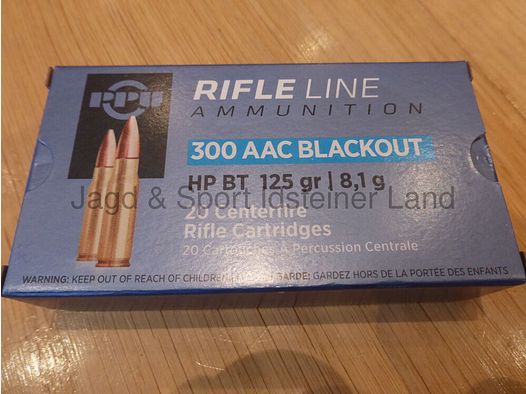 PPU
RIFLE LINE
AMMUNITION
300 AAC BLACKOUT
HP BT 125 gr | 8,1 g
Jagd & Sport Idsteiner Land
20 Centerfire
Rifle Cartridges
20 Cartouches A Percussion Centrale
WARNING: KEEP OUT OF REACH OF CHILDREN GARDE: GARDEZ HORS DE LA PORTÉE DES ENFANTS